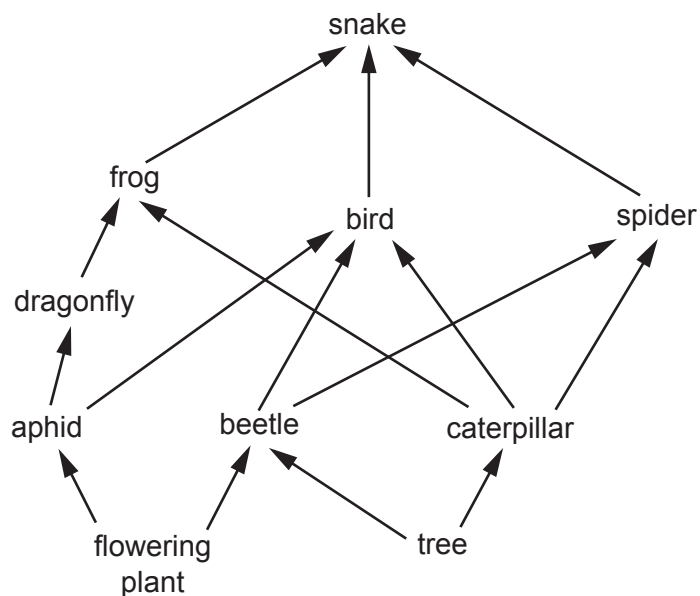 snake
frog
bird
spider
dragonfly
aphid
beetle
caterpillar
flowering
plant
tree